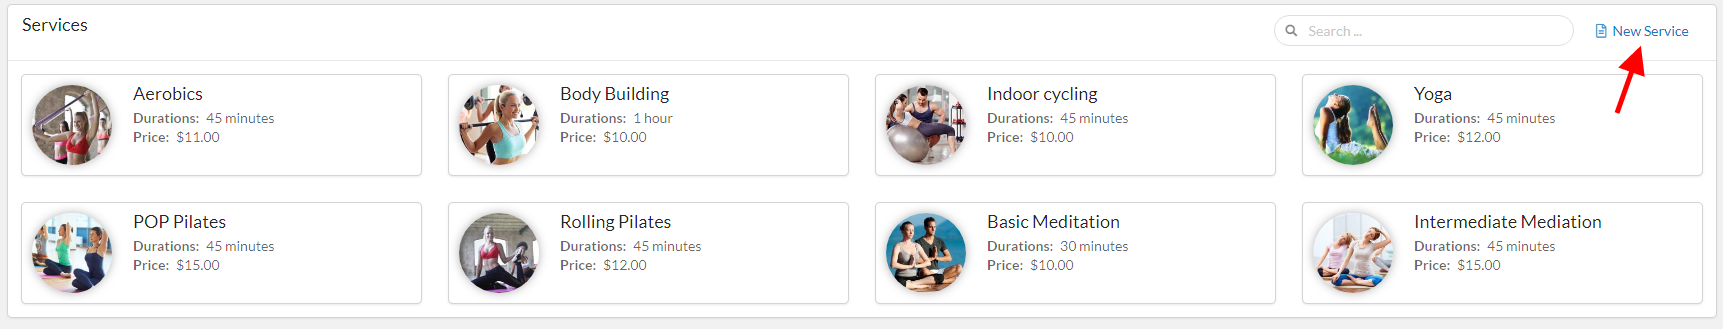 Services
Search ...
New Service
Aerobics
Durations: 45 minutes
Price: $11.00
Body Building
Durations: 1 hour
Price: $10.00
Indoor cycling
Durations: 45 minutes
Price: $10.00
Yoga
Durations: 45 minutes
Price: $12.00
POP Pilates
Durations: 45 minutes
Price: $15.00
Rolling Pilates
Durations: 45 minutes
Price: $12.00
Basic Meditation
Durations: 30 minutes
Price: $10.00
Intermediate Mediation
Durations: 45 minutes
Price: $15.00